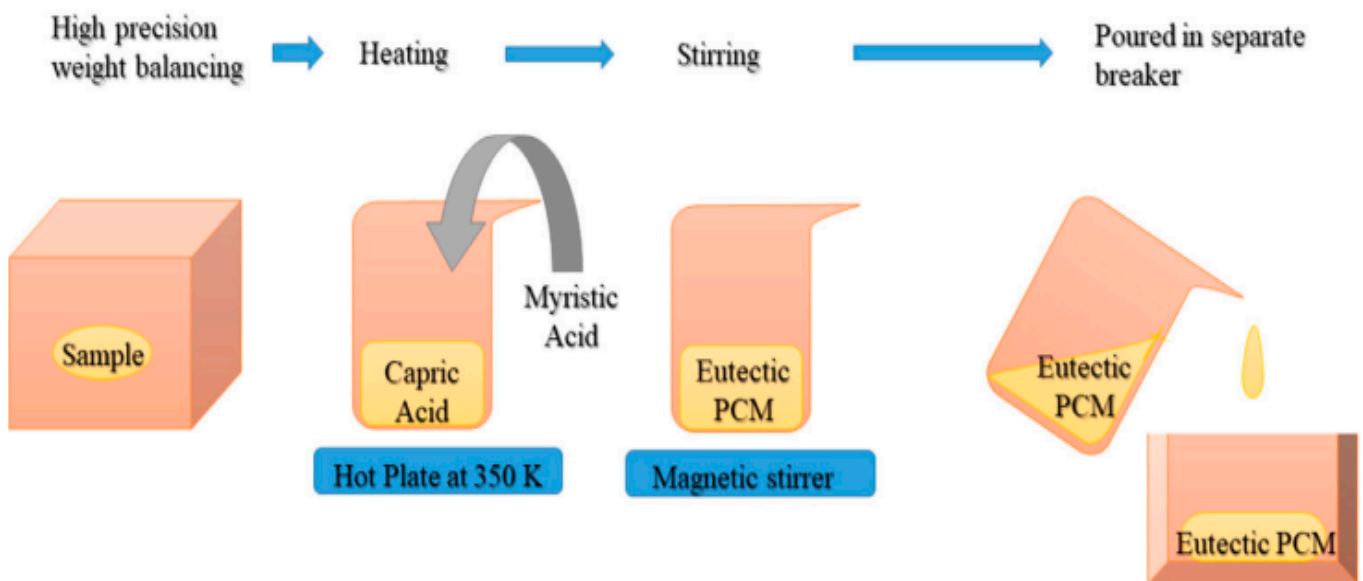 High precision
weight balancing
Heating
Stirring
Poured in separate
breaker
Sample
Capric
Acid
Myristic
Acid
Eutectic
PCM
Eutectic
PCM
Hot Plate at 350 K
Magnetic stirrer
Eutectic PCM